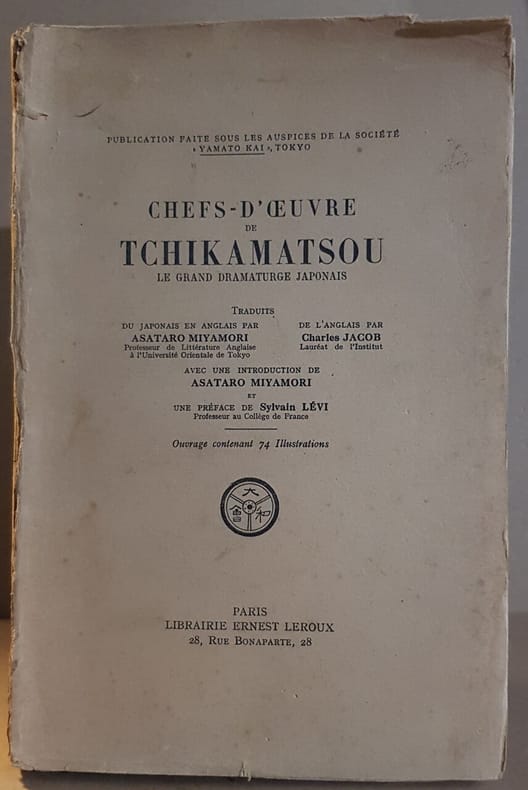 PUBLICATION FAITE SOUS LES AUSPICES DE LA SOCIÉTÉ
« YAMATO KAI », TOKYO
CHEFS-D'ŒUVRE
DE
TCHIKAMATSOU
LE GRAND DRAMATURGE JAPONAIS
TRADUITS
DU JAPONAIS EN ANGLAIS PAR
ASATARO MIYAMORI
Professeur de Littérature Anglaise
à l'Université Orientale de Tokyo
DE L'ANGLAIS PAR
Charles JACOB
Lauréat de l'Institut
AVEC UNE INTRODUCTION DE
ASATARO MIYAMORI
ET
UNE PRÉFACE DE Sylvain LÉVI
Professeur au Collège de France
Ouvrage contenant 74 Illustrations
大
和
會
PARIS
LIBRAIRIE ERNEST LEROUX
28, RUE BONAPARTE, 28